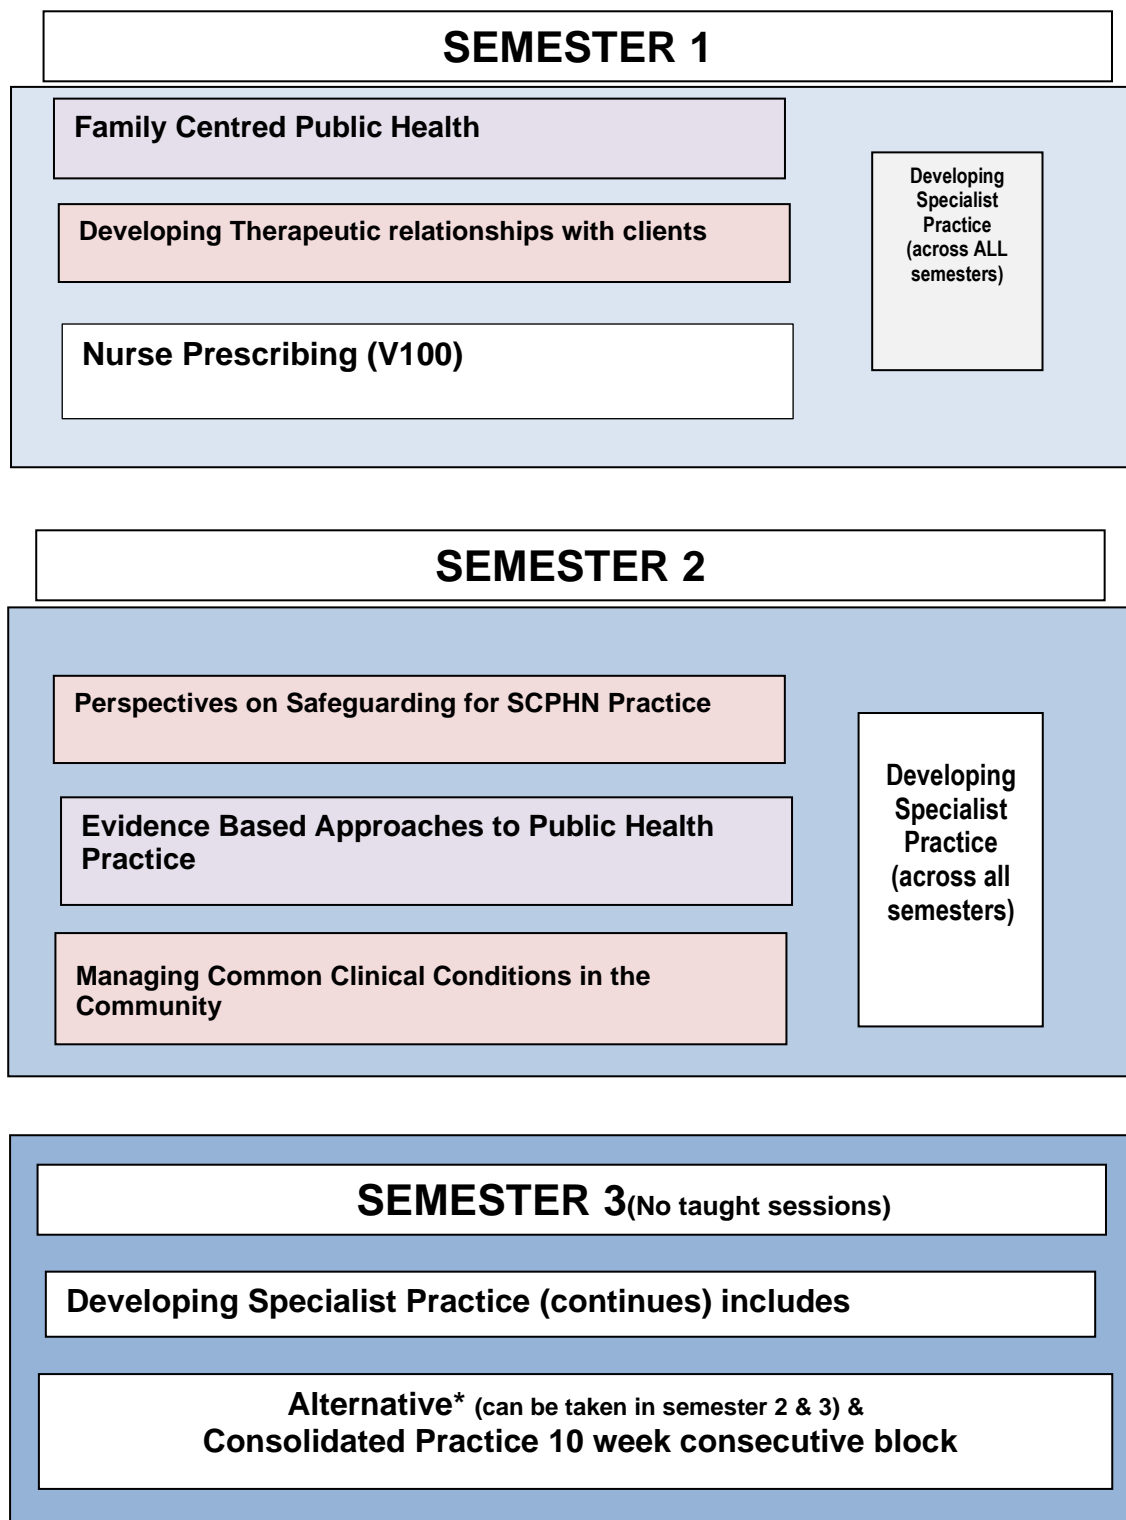 SEMESTER 1
Family Centred Public Health
Developing Therapeutic relationships with clients
Nurse Prescribing (V100)
Developing
Specialist
Practice
(across ALL
semesters)
SEMESTER 2
Perspectives on Safeguarding for SCPHN Practice
Evidence Based Approaches to Public Health
Practice
Managing Common Clinical Conditions in the
Community
Developing
Specialist
Practice
(across all
semesters)
SEMESTER 3(No taught sessions)
Developing Specialist Practice (continues) includes
Alternative* (can be taken in semester 2 & 3) &
Consolidated Practice 10 week consecutive block